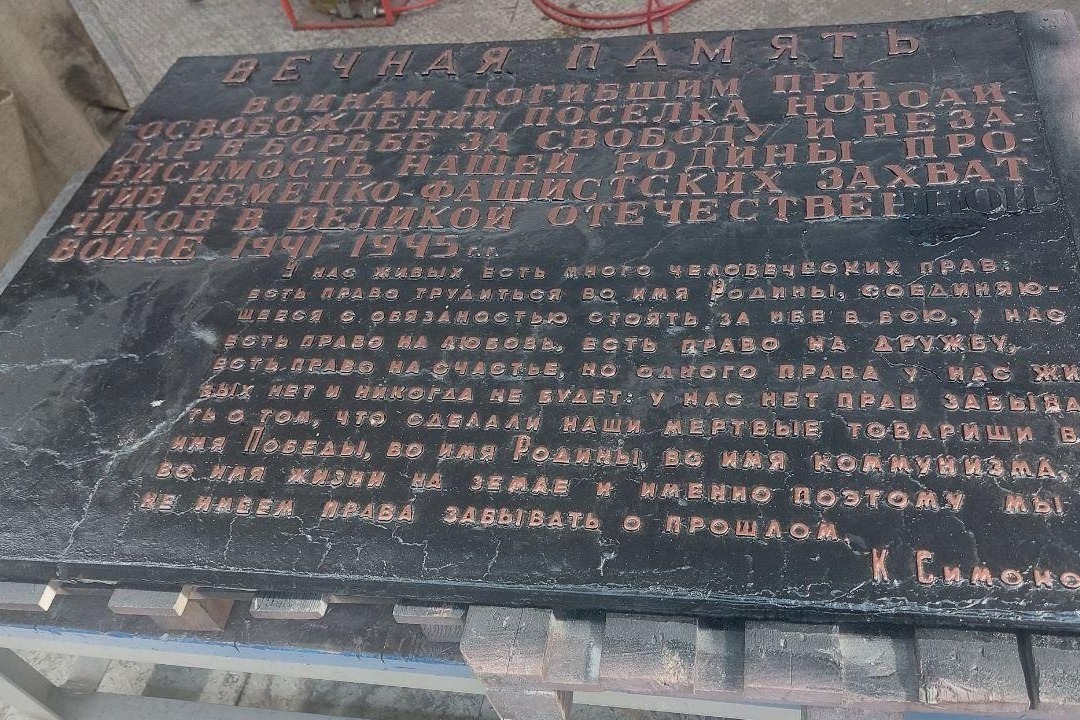 ВЕЧНАЯ ПАМЯТЬ
ВОИНАМ ПОГИБШИМ ПРИ
ОСВОБОЖДЕНИИ ПОСЕЛКА НОВОАИ-
ДАР В БОРЬБЕ ЗА СВОБОДУ И НЕЗА-
ВИСИМОСТЬ НАШЕЙ РОДИНЫ ПРО-
ТИВ НЕМЕЦКО-ФАШИСТСКИХ ЗАХВАТ
ЧИКОВ В ВЕЛИКОЙ ОТЕЧЕСТВЕННОЙ
ВОЙНЕ 1941 1945 г.г.
У НАС ЖИВЫХ ЕСТЬ МНОГО ЧЕЛОВЕЧЕСКИХ ПРАВ:
ЕСТЬ ПРАВО ТРУДИТЬСЯ ВО ИМЯ РОДИНЫ, СОЕДИНЯЮ-
ЩЕЕСЯ С ОБЯЗАНОСТЬЮ СТОЯТЬ ЗА НЕЕ В БОЮ, У НАС
ЕСТЬ ПРАВО НА ЛЮБОВЬ, ЕСТЬ ПРАВО НА ДРУЖБУ,
ЕСТЬ ПРАВО НА СЧАСТЬЕ, НО ОДНОГО ПРАВА У НАС ЖИ
ВЫХ НЕТ И НИКОГДА НЕ БУДЕТ: У НАС НЕТ ПРАВ ЗАБЫВА
ТЬ О ТОМ, ЧТО СДЕЛАЛИ НАШИ МЕРТВЫЕ ТОВАРИЩИ В
ИМЯ ПОБЕДЫ, ВО ИМЯ РОДИНЫ, ВО ИМЯ КОММУНИЗМА,
ВО ИМЯ ЖИЗНИ НА ЗЕМЛЕ И ИМЕННО ПОЭТОМУ МЫ
НЕ ИМЕЕМ ПРАВА ЗАБЫВАТЬ О ПРОШЛОМ.
К СИМОНО